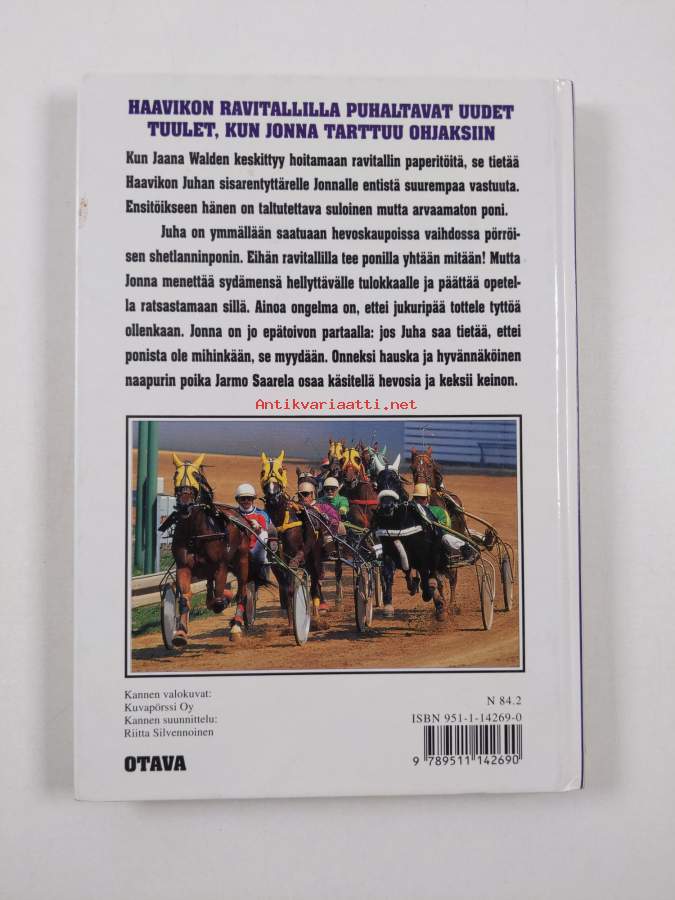 HAAVIKON RAVITALLILLA PUHALTAVAT UUDET
TUULET, KUN JONNA TARTTUU OHJAKSIIN
Kun Jaana Walden keskittyy hoitamaan ravitallin paperitöitä, se tietää
Haavikon Juhan sisarentyttärelle Jonnalle entistä suurempaa vastuuta.
Ensitöikseen hänen on taltutettava suloinen mutta arvaamaton poni.
Juha on ymmällään saatuaan hevoskaupoissa vaihdossa pörröi-
sen shetlanninponin. Eihän ravitallilla tee ponilla yhtään mitään! Mutta
Jonna menettää sydämensä hellyttävälle tulokkaalle ja päättää opetel-
la ratsastamaan sillä. Ainoa ongelma on, ettei jukuripää tottele tyttöä
ollenkaan. Jonna on jo epätoivon partaalla: jos Juha saa tietää, ettei
ponista ole mihinkään, se myydään. Onneksi hauska ja hyvännäköinen
naapurin poika Jarmo Saarela osaa käsitellä hevosia ja keksii keinon.
Antikvariaatti.net
Kannen valokuvat:
Kuvapörssi Oy
Kannen suunnittelu:
Riitta Silvennoinen
OTAVA
N 84.2
ISBN 951-1-14269-0
9 789511 142690